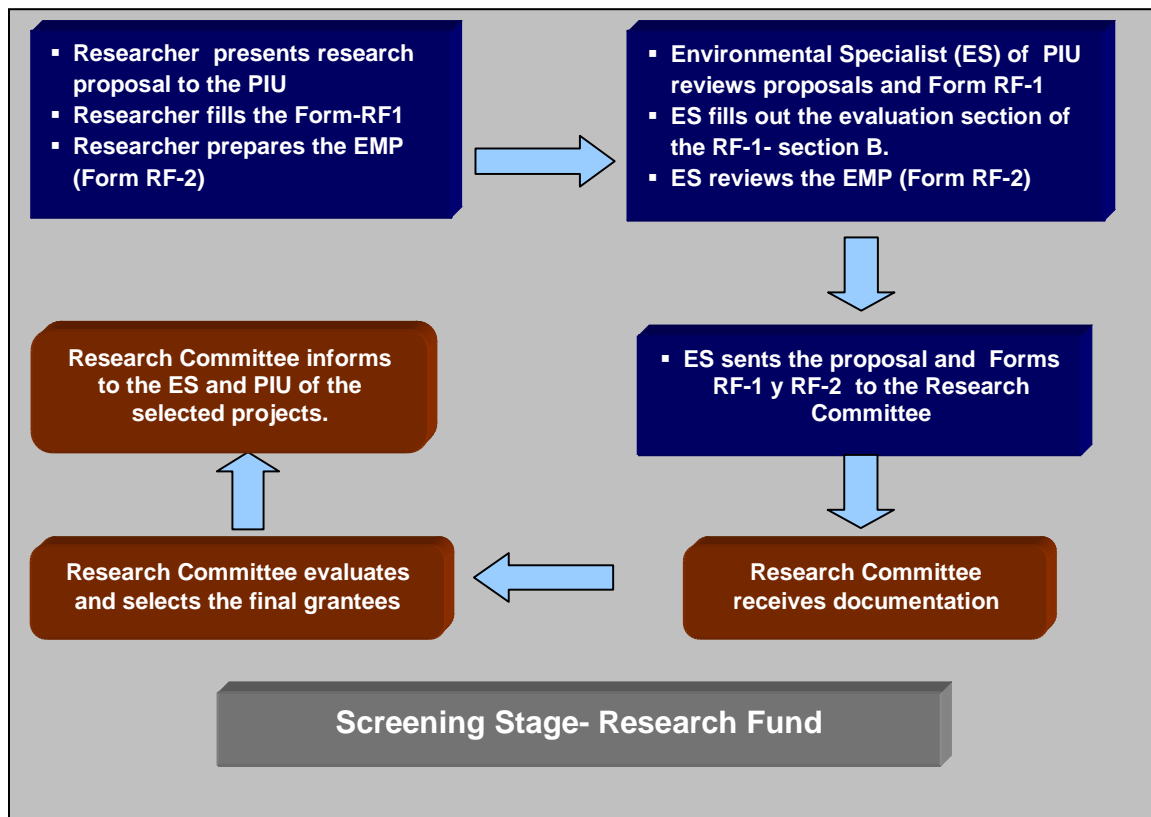 ▪ Researcher presents research
proposal to the PIU
▪ Researcher fills the Form-RF1
▪ Researcher prepares the EMP
(Form RF-2)
▪ Environmental Specialist (ES) of PIU
reviews proposals and Form RF-1
▪ ES fills out the evaluation section of
the RF-1- section B.
▪ ES reviews the EMP (Form RF-2)
▪ ES sents the proposal and Forms
RF-1 y RF-2 to the Research
Committee
Research Committee
receives documentation
Research Committee evaluates
and selects the final grantees
Research Committee informs
to the ES and PIU of the
selected projects.
Screening Stage- Research Fund